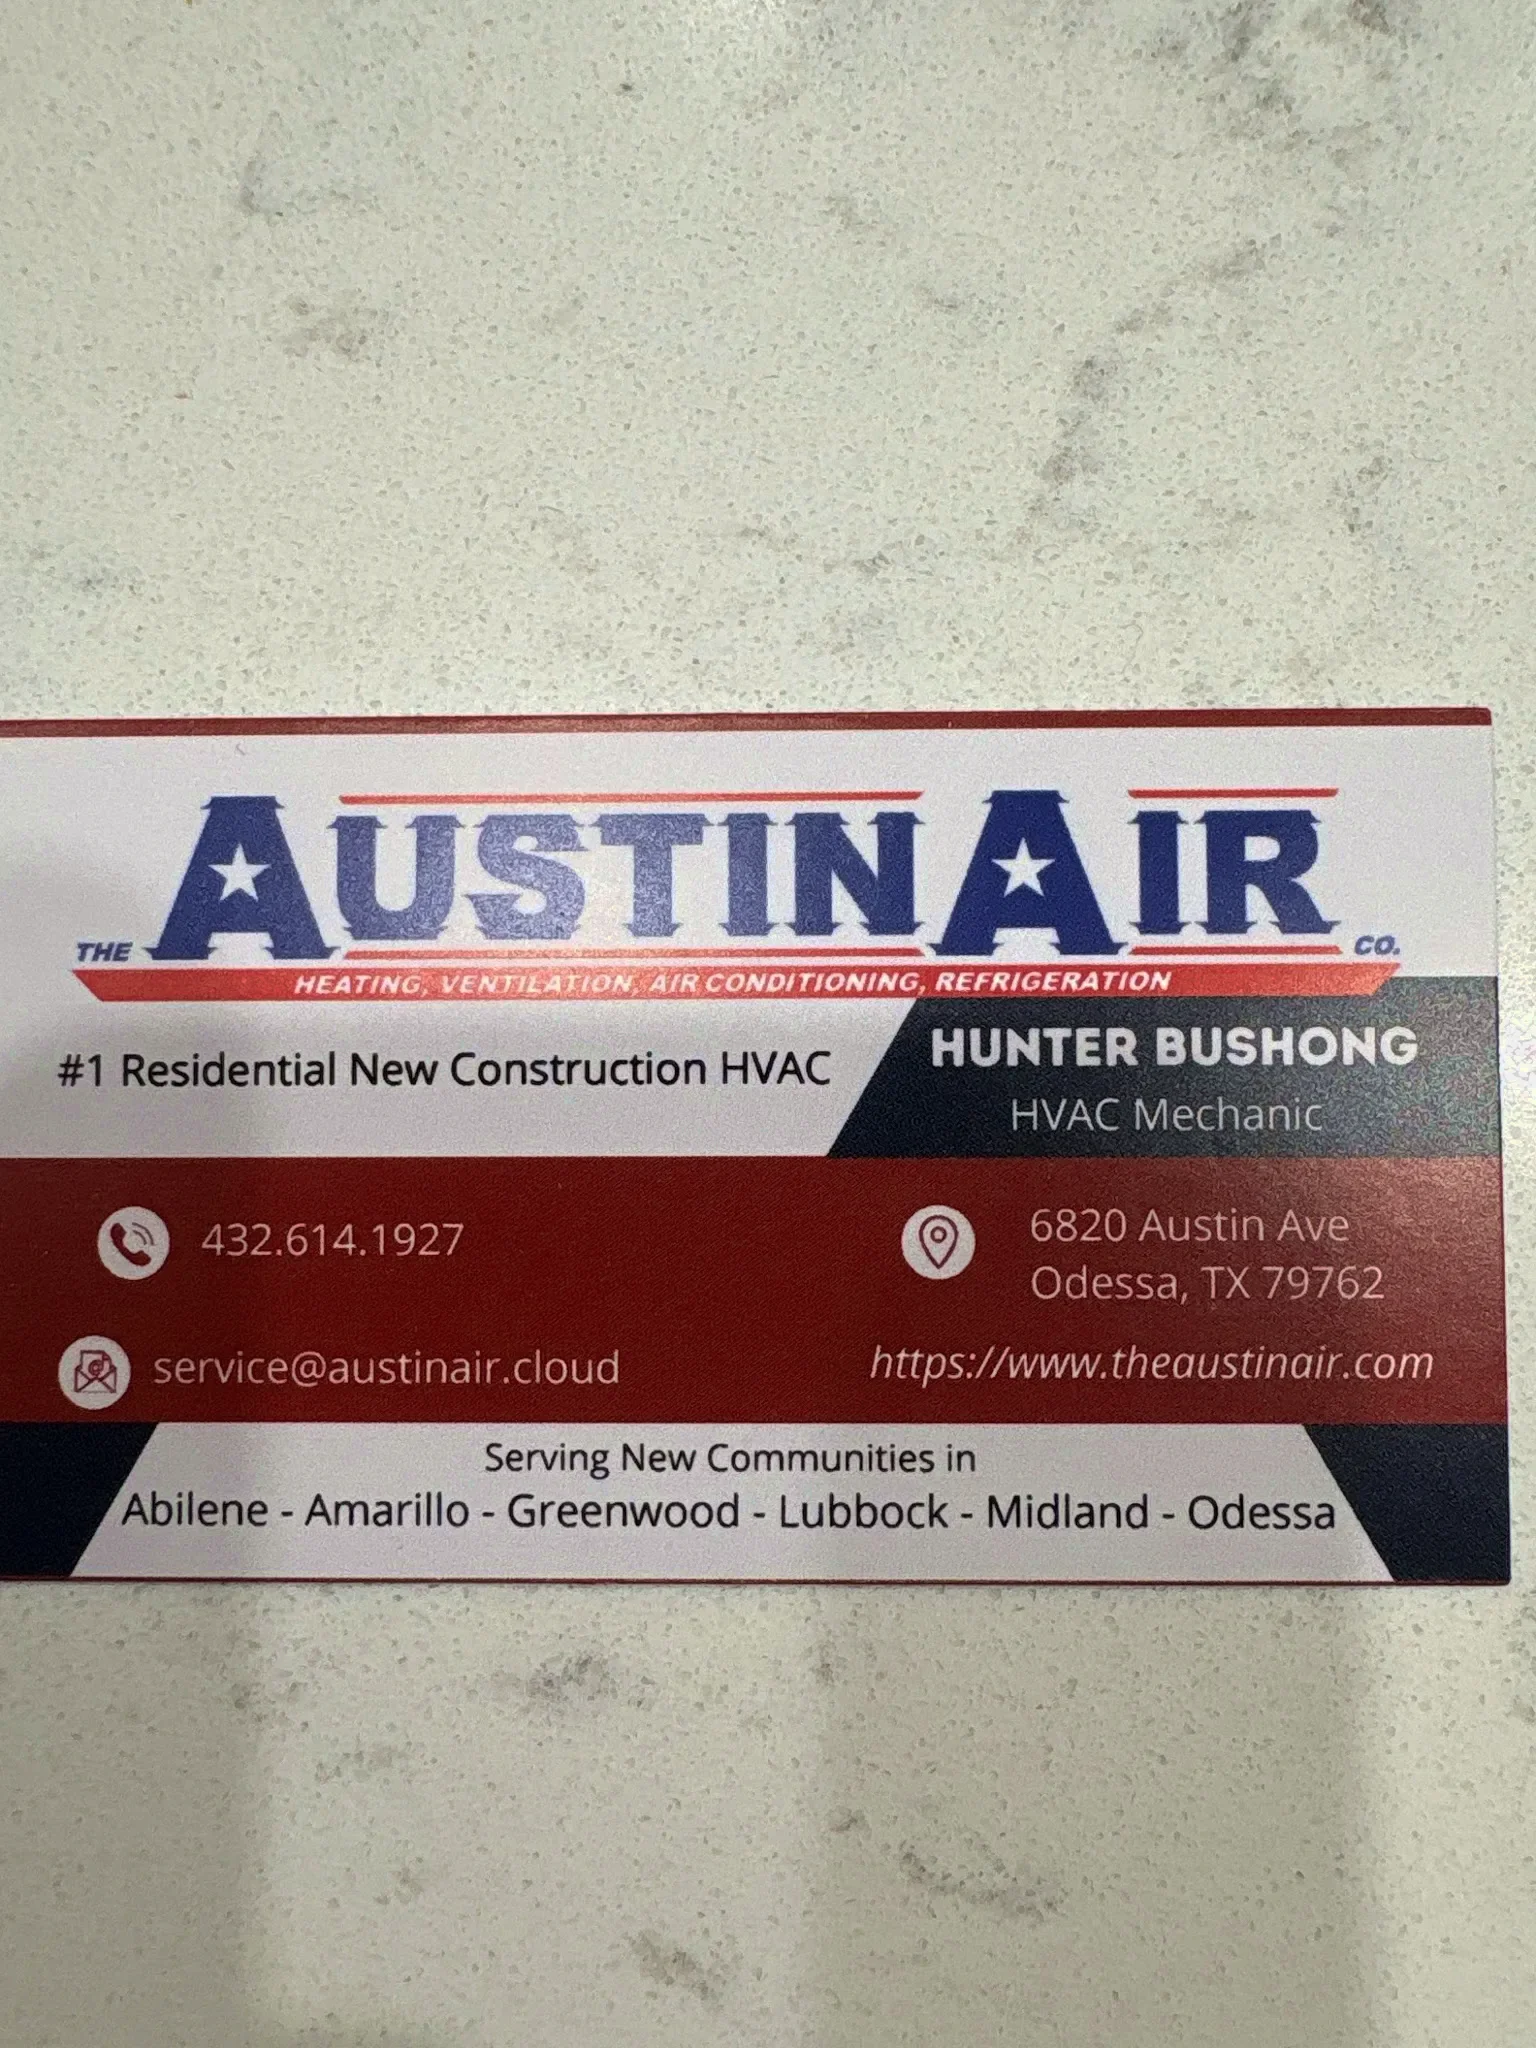 THE AUSTINAIR CO.
HEATING, VENTILATION, AIR CONDITIONING, REFRIGERATION
#1 Residential New Construction HVAC
HUNTER BUSHONG
HVAC Mechanic
432.614.1927
6820 Austin Ave
Odessa, TX 79762
service@austinair.cloud
https://www.theaustinair.com
Serving New Communities in
Abilene - Amarillo - Greenwood - Lubbock - Midland - Odessa